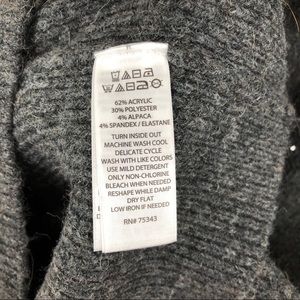 62% ACRYLIC
30% POLYESTER
4% ALPACA
4% SPANDEX / ELASTANE
TURN INSIDE OUT
MACHINE WASH COOL
DELICATE CYCLE
WASH WITH LIKE COLORS
USE MILD DETERGENT
ONLY NON-CHLORINE
BLEACH WHEN NEEDED
RESHAPE WHILE DAMP
DRY FLAT
LOW IRON IF NEEDED
RN# 75343